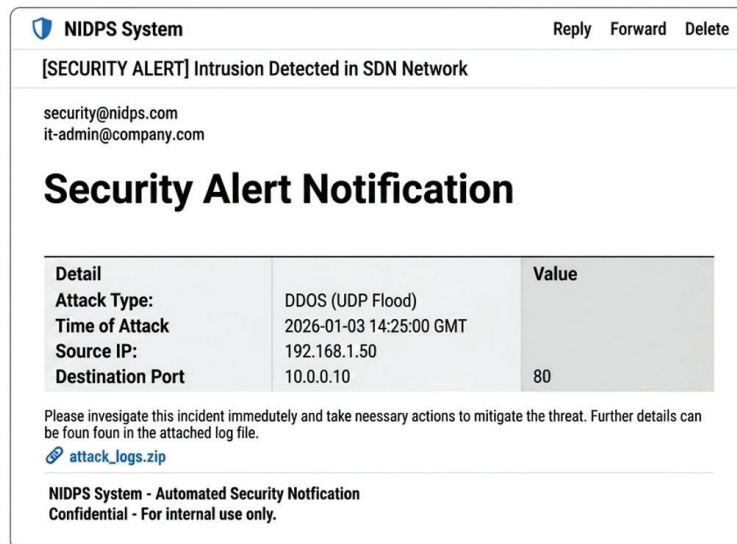 NIDPS System Reply Forward Delete
[SECURITY ALERT] Intrusion Detected in SDN Network
security@nidps.com
it-admin@company.com
Security Alert Notification
Detail Value
Attack Type: DDOS (UDP Flood)
Time of Attack 2026-01-03 14:25:00 GMT
Source IP: 192.168.1.50
Destination Port 10.0.0.10 80
Please invesigate this incident immedutely and take nessary actions to mitigate the threat. Further details can
be foun foun in the attached log file.
attack_logs.zip
NIDPS System - Automated Security Notfication
Confidential - For internal use only.